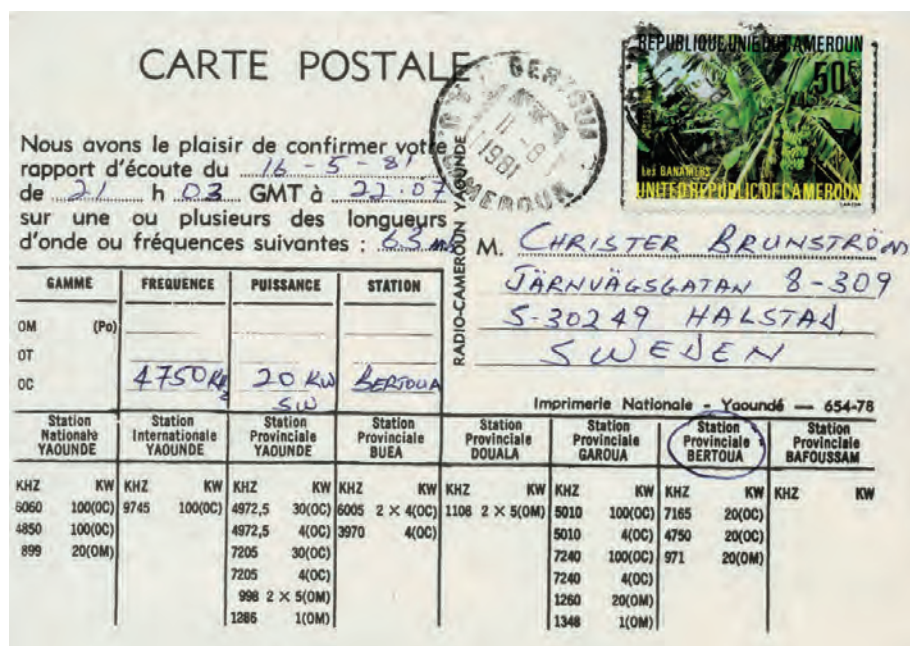 CARTE POSTALE
Nous avons le plaisir de confirmer votre
rapport d'écoute du 16 - 5 - 81
de 21 h 03 GMT à 22.07
sur une ou plusieurs des longueurs
d'onde ou fréquences suivantes : 63 m
GAMME FREQUENCE PUISSANCE STATION
OM (Po)
OT
OC 4750 20 KW BERTOUA
SW
RADIO-CAMEROUN YAOUNDE
BERTOUA
11 - 6
1981
CAMEROUN
REPUBLIQUE UNIE DU CAMEROUN
50F
Les BANANIERS
UNITED REPUBLIC OF CAMEROON
M. CHRISTER BRUNSTRÖM
JÄRNVÄGSGATAN 8-309
S-30249 HALSTAD,
SWEDEN
Imprimerie Nationale - Yaoundé — 654-78
Station Nationale YAOUNDE
KHZ KW
6060 100(OC)
4850 100(OC)
899 20(OM)
Station Internationale YAOUNDE
KHZ KW
9745 100(OC)
Station Provinciale YAOUNDE
KHZ KW
4972,5 30(OC)
4972,5 4(OC)
7205 30(OC)
7205 4(OC)
998 2 × 5(OM)
1286 1(OM)
Station Provinciale BUEA
KHZ KW
6005 2 × 4(OC)
3970 4(OC)
Station Provinciale DOUALA
KHZ KW
1106 2 × 5(OM)
Station Provinciale GAROUA
KHZ KW
5010 100(OC)
5010 4(OC)
7240 100(OC)
7240 4(OC)
1260 20(OM)
1348 1(OM)
Station Provinciale BERTOUA
KHZ KW
7165 20(OC)
4750 20(OC)
971 20(OM)
Station Provinciale BAFOUSSAM
KHZ KW